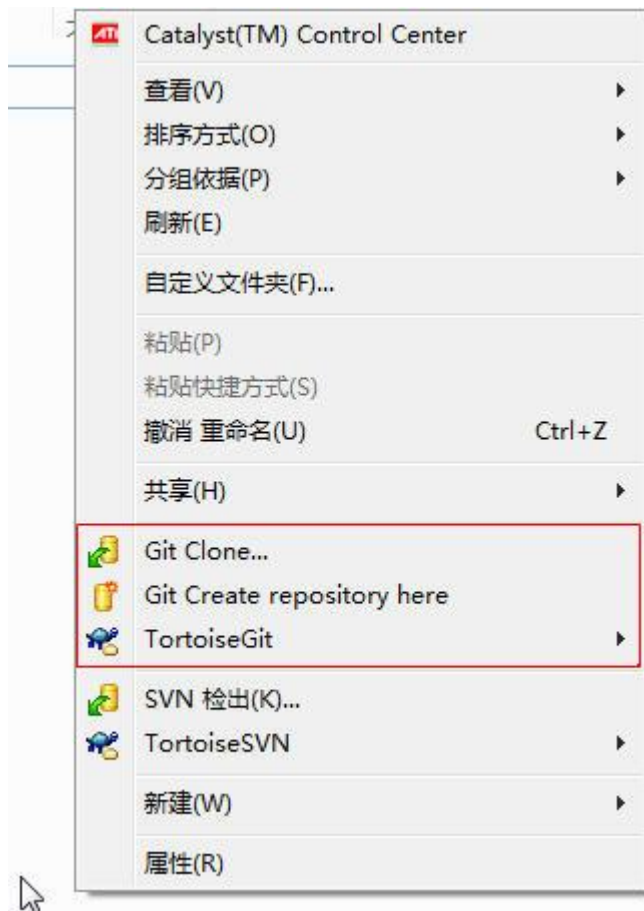 ATI Catalyst(TM) Control Center
查看(V)
排序方式(O)
分组依据(P)
刷新(E)
自定义文件夹(F)...
粘贴(P)
粘贴快捷方式(S)
撤消 重命名(U) Ctrl+Z
共享(H)
Git Clone...
Git Create repository here
TortoiseGit
SVN 检出(K)...
TortoiseSVN
新建(W)
属性(R)